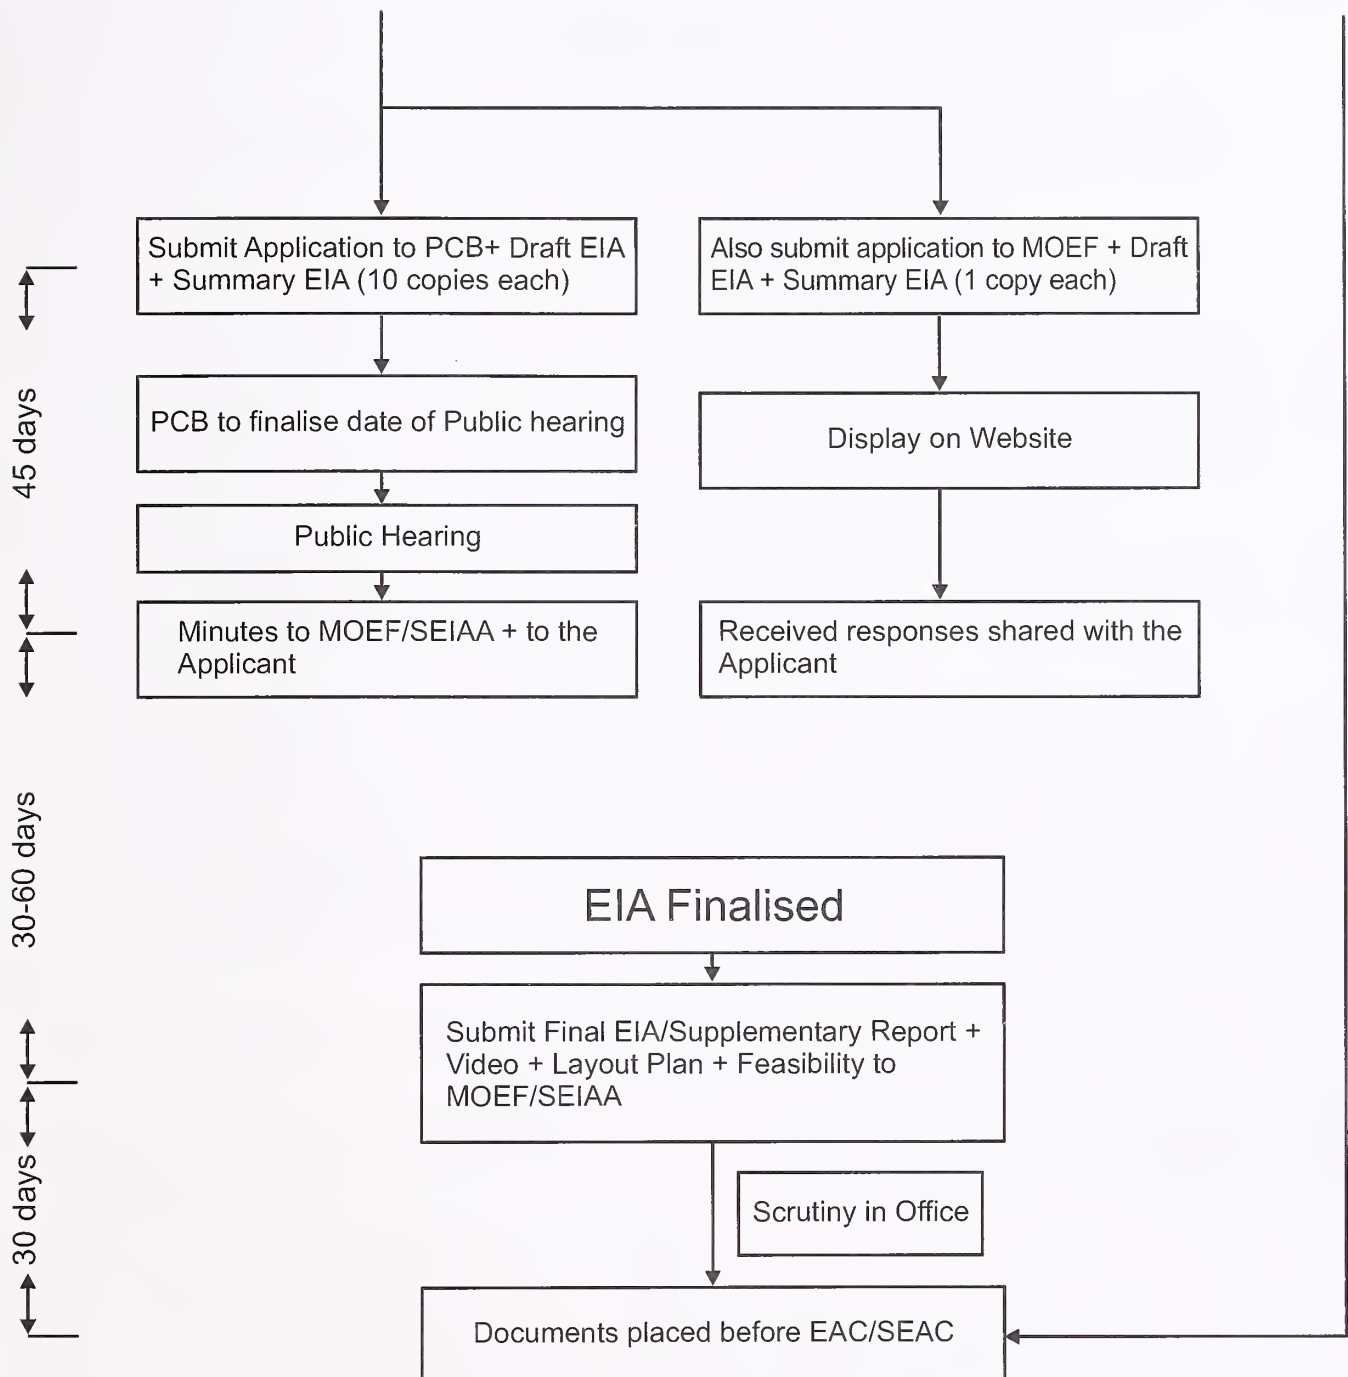 Submit Application to PCB+ Draft EIA
+ Summary EIA (10 copies each)
Also submit application to MOEF + Draft
EIA + Summary EIA (1 copy each)
45 days
PCB to finalise date of Public hearing
Display on Website
Public Hearing
Minutes to MOEF/SEIAA + to the
Applicant
Received responses shared with the
Applicant
30-60 days
EIA Finalised
Submit Final EIA/Supplementary Report +
Video + Layout Plan + Feasibility to
MOEF/SEIAA
30 days
Scrutiny in Office
Documents placed before EAC/SEAC